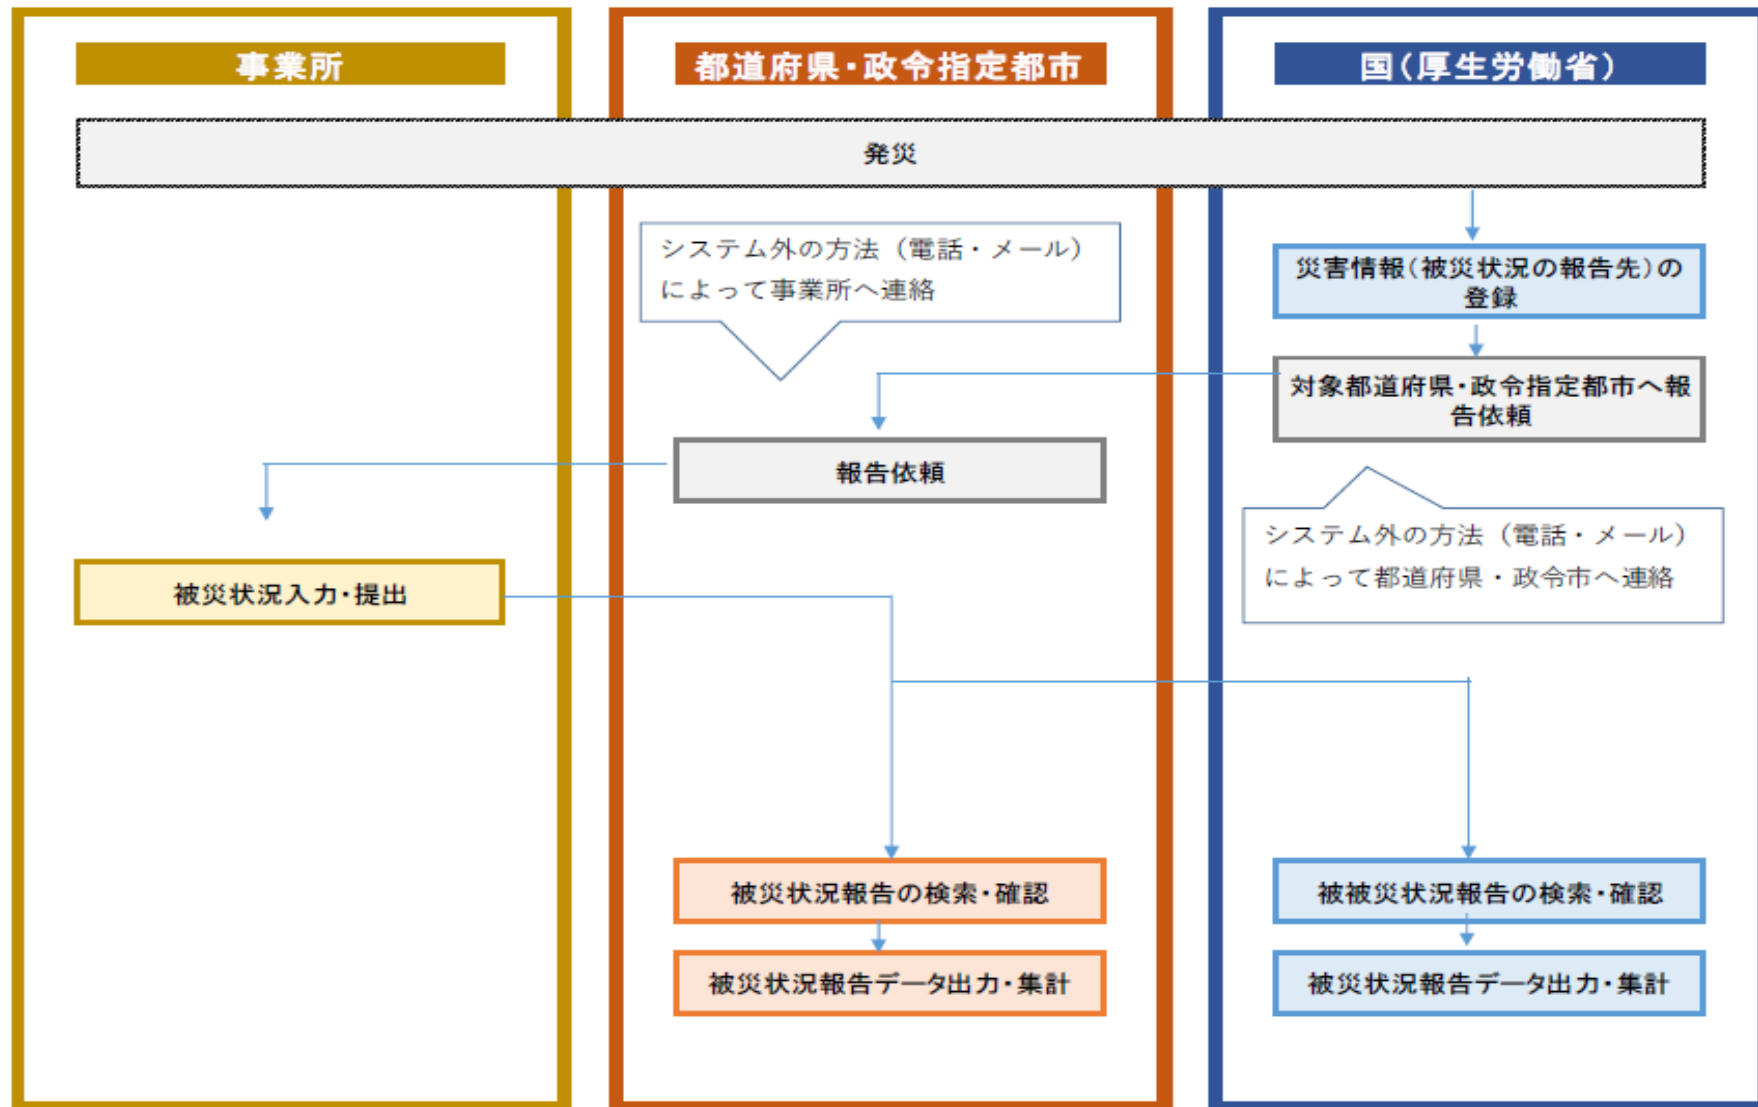 事業所
都道府県・政令指定都市
国(厚生労働省)
発災
システム外の方法（電話・メール）
によって事業所へ連絡
災害情報(被災状況の報告先)の
登録
対象都道府県・政令指定都市へ報
告依頼
報告依頼
システム外の方法（電話・メール）
によって都道府県・政令市へ連絡
被災状況入力・提出
被災状況報告の検索・確認
被被災状況報告の検索・確認
被災状況報告データ出力・集計
被災状況報告データ出力・集計